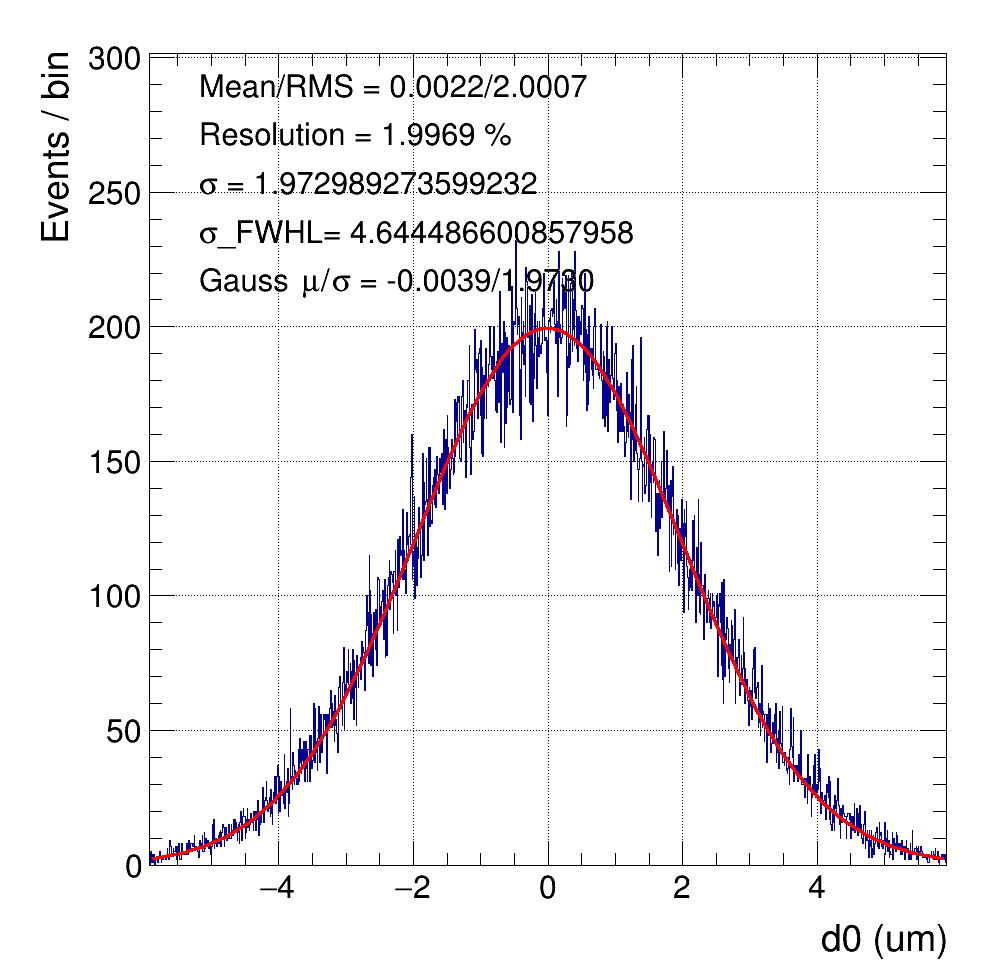 Events / bin
300
250
200
150
100
50
0
Mean/RMS = 0.0022/2.0007
Resolution = 1.9969 %
σ = 1.972989273599232
σ_FWHL= 4.644486600857958
Gauss μ/σ = -0.0039/1.9730
−4 −2 0 2 4
d0 (um)